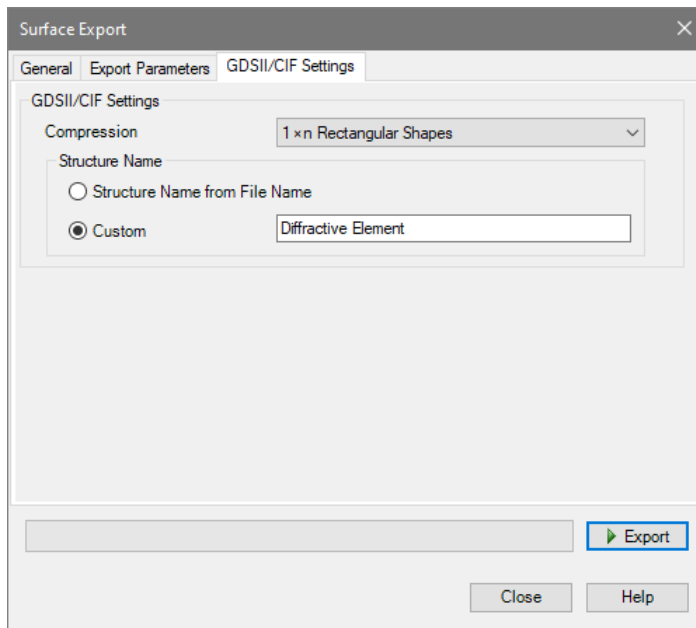 Surface Export
General Export Parameters GDSII/CIF Settings
GDSII/CIF Settings
Compression 1×n Rectangular Shapes
Structure Name
Structure Name from File Name
Custom Diffractive Element
Export
Close Help